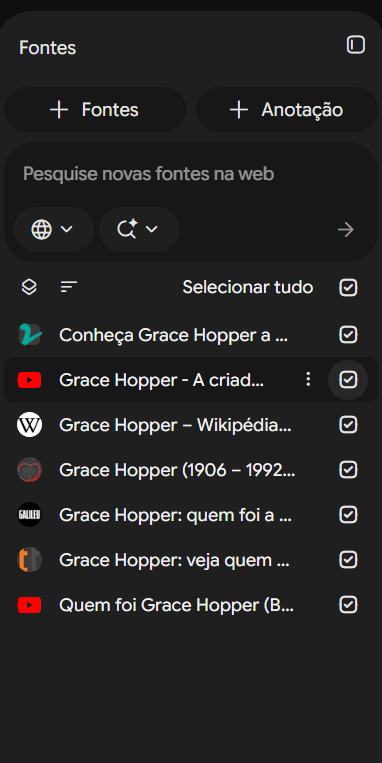 Fontes
Fontes
Anotação
Pesquise novas fontes na web
Selecionar tudo
Conheça Grace Hopper a ...
Grace Hopper - A criad...
W
Grace Hopper – Wikipédia...
Grace Hopper (1906 – 1992...
GALILEU
Grace Hopper: quem foi a ...
Grace Hopper: veja quem ...
Quem foi Grace Hopper (B...